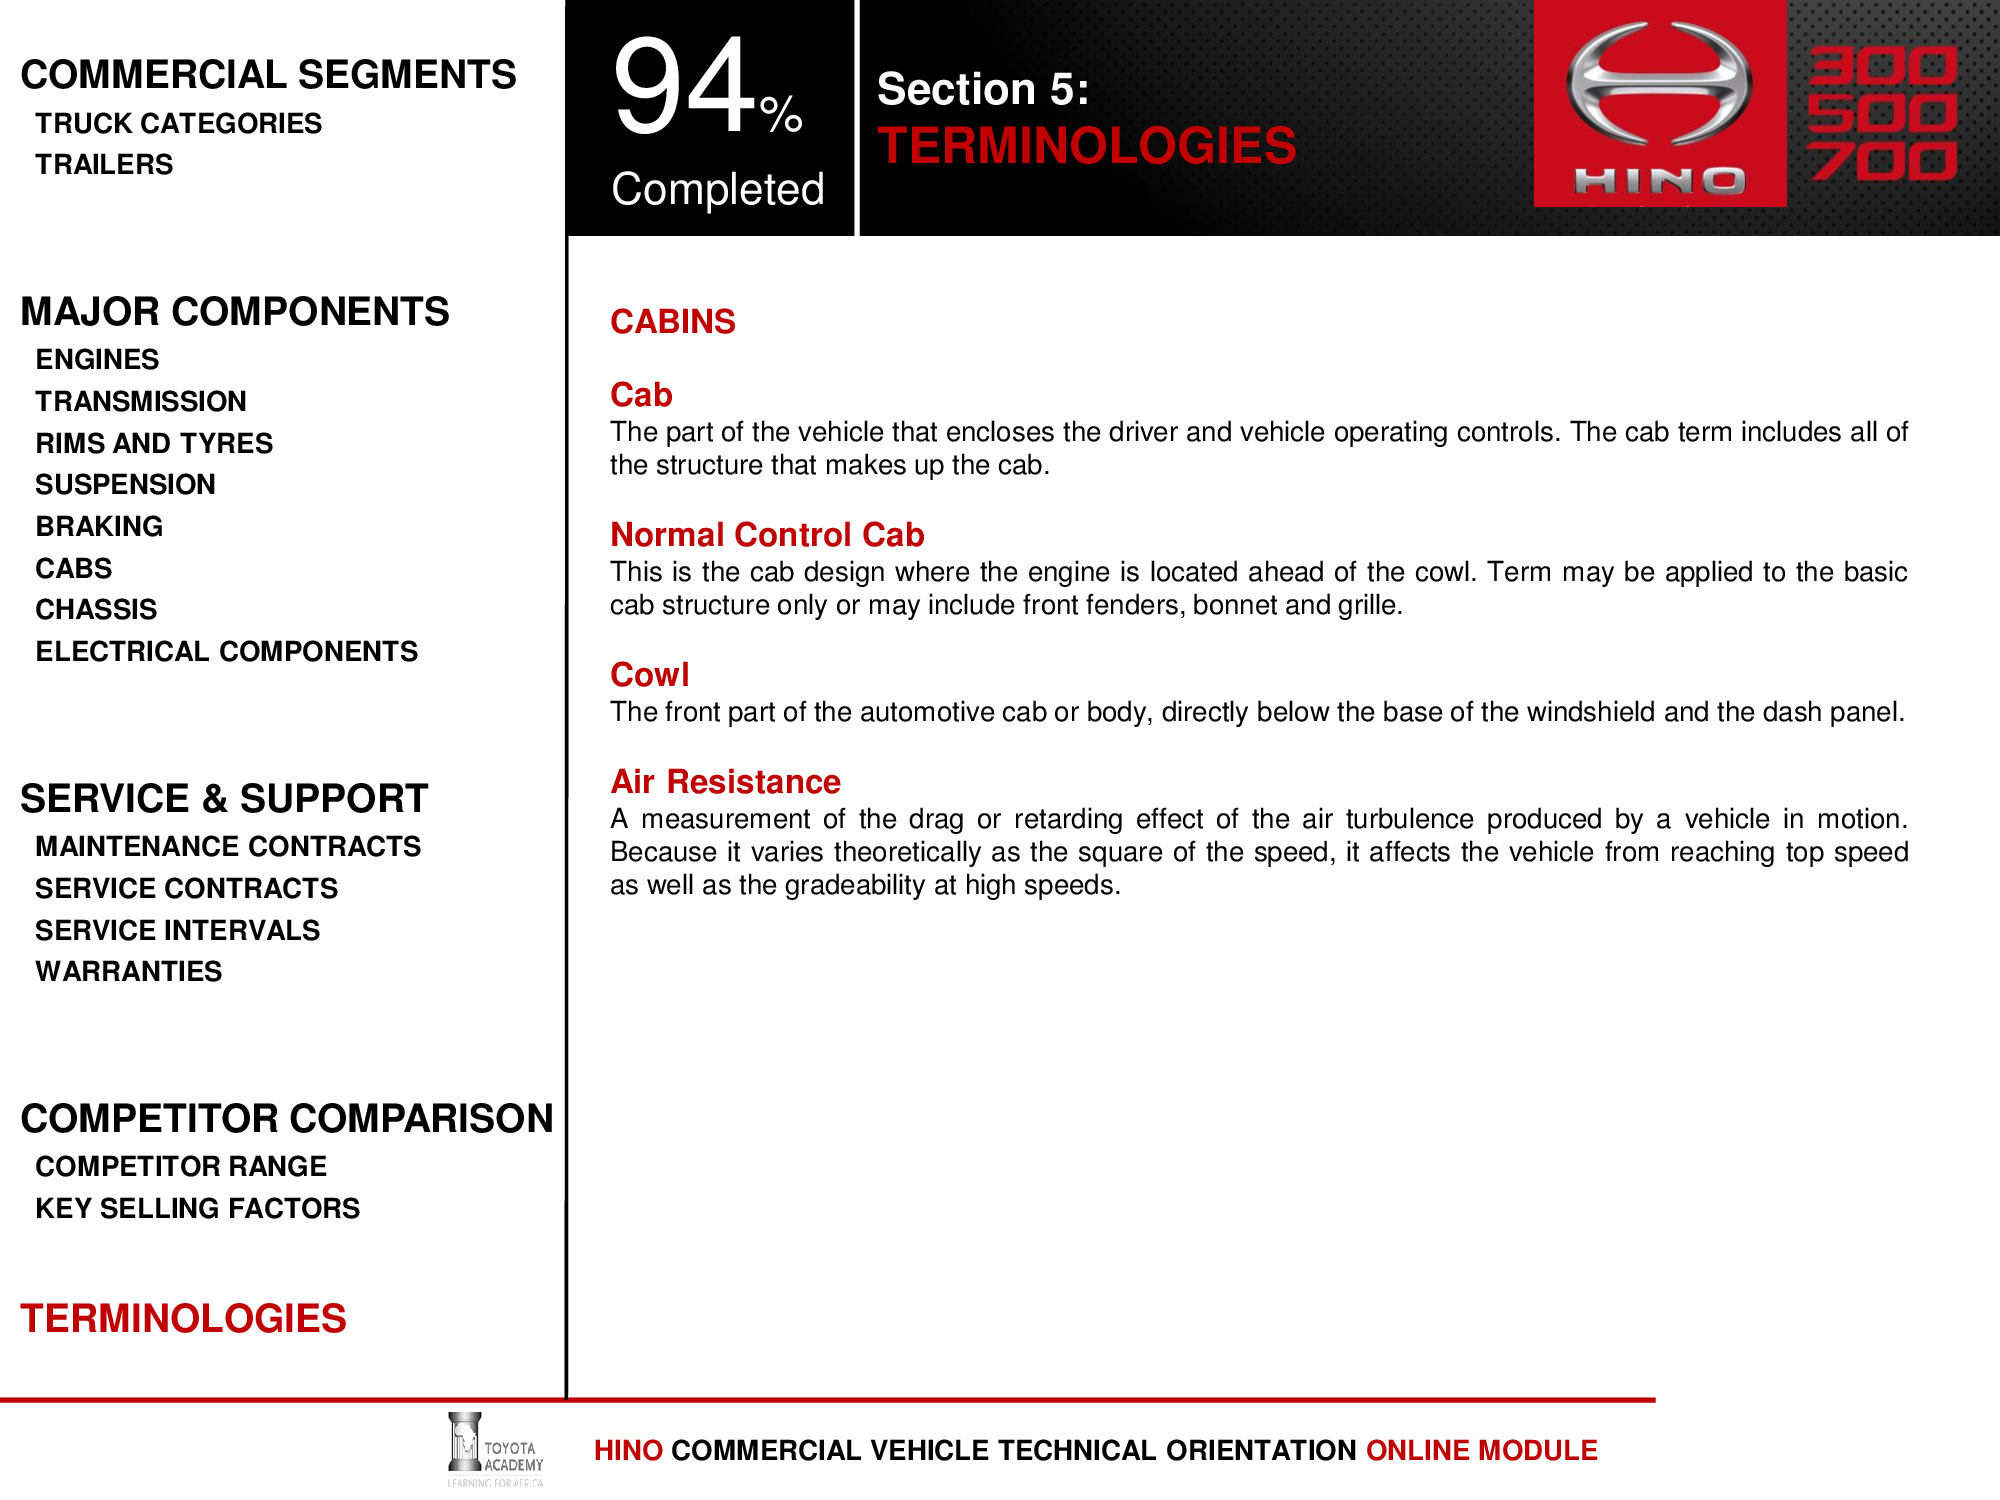 COMMERCIAL SEGMENTS
TRUCK CATEGORIES
TRAILERS
MAJOR COMPONENTS
ENGINES
TRANSMISSION
RIMS AND TYRES
SUSPENSION
BRAKING
CABS
CHASSIS
ELECTRICAL COMPONENTS
SERVICE & SUPPORT
MAINTENANCE CONTRACTS
SERVICE CONTRACTS
SERVICE INTERVALS
WARRANTIES
COMPETITOR COMPARISON
COMPETITOR RANGE
KEY SELLING FACTORS
TERMINOLOGIES
94%
Completed
Section 5:
TERMINOLOGIES
HINO
300
500
700
CABINS
Cab
The part of the vehicle that encloses the driver and vehicle operating controls. The cab term includes all of
the structure that makes up the cab.
Normal Control Cab
This is the cab design where the engine is located ahead of the cowl. Term may be applied to the basic
cab structure only or may include front fenders, bonnet and grille.
Cowl
The front part of the automotive cab or body, directly below the base of the windshield and the dash panel.
Air Resistance
A measurement of the drag or retarding effect of the air turbulence produced by a vehicle in motion.
Because it varies theoretically as the square of the speed, it affects the vehicle from reaching top speed
as well as the gradeability at high speeds.
TOYOTA
ACADEMY
LEARNING FOR AFRICA
HINO COMMERCIAL VEHICLE TECHNICAL ORIENTATION ONLINE MODULE